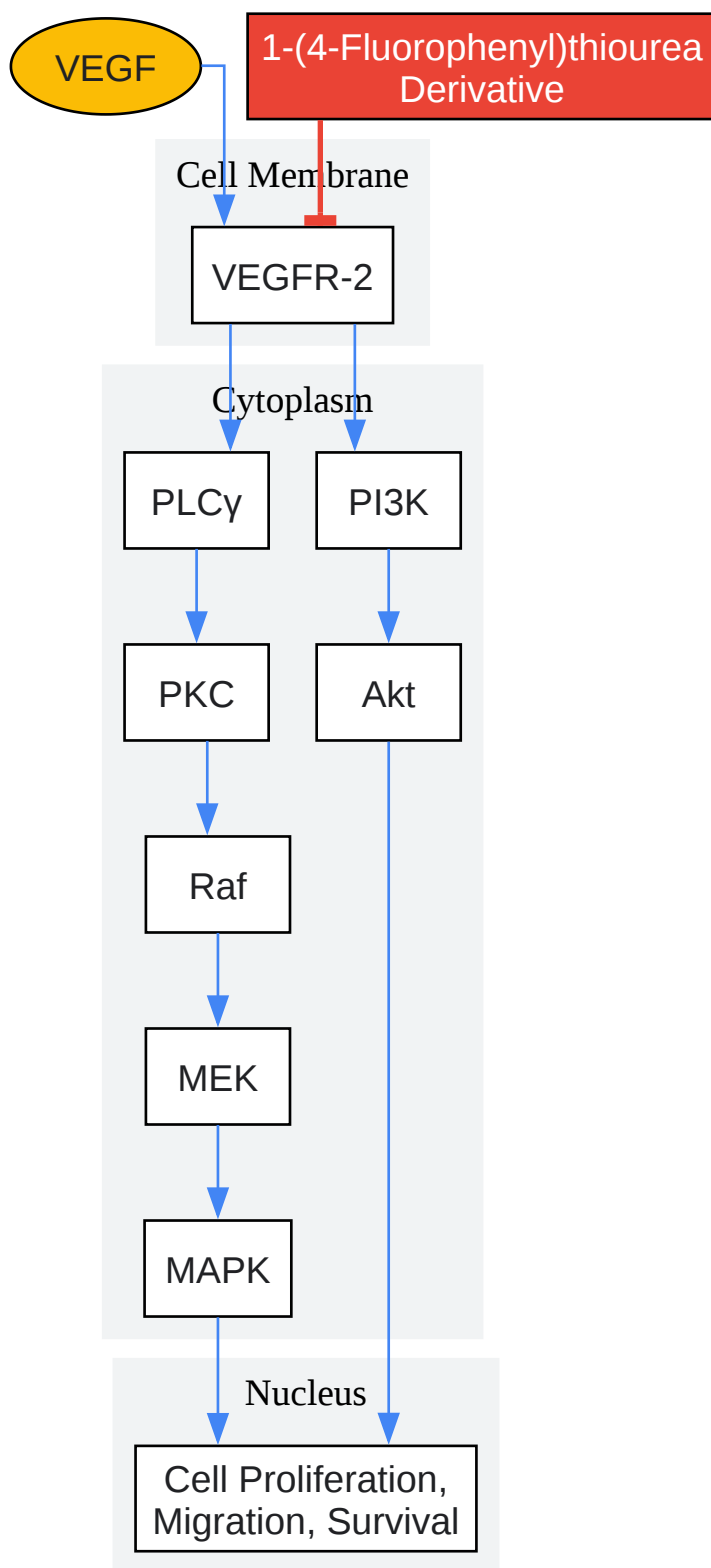 VEGF
1-(4-Fluorophenyl)thiourea
Derivative
Cell Membrane
VEGFR-2
Cytoplasm
PLCγ
PI3K
PKC
Akt
Raf
MEK
MAPK
Nucleus
Cell Proliferation,
Migration, Survival